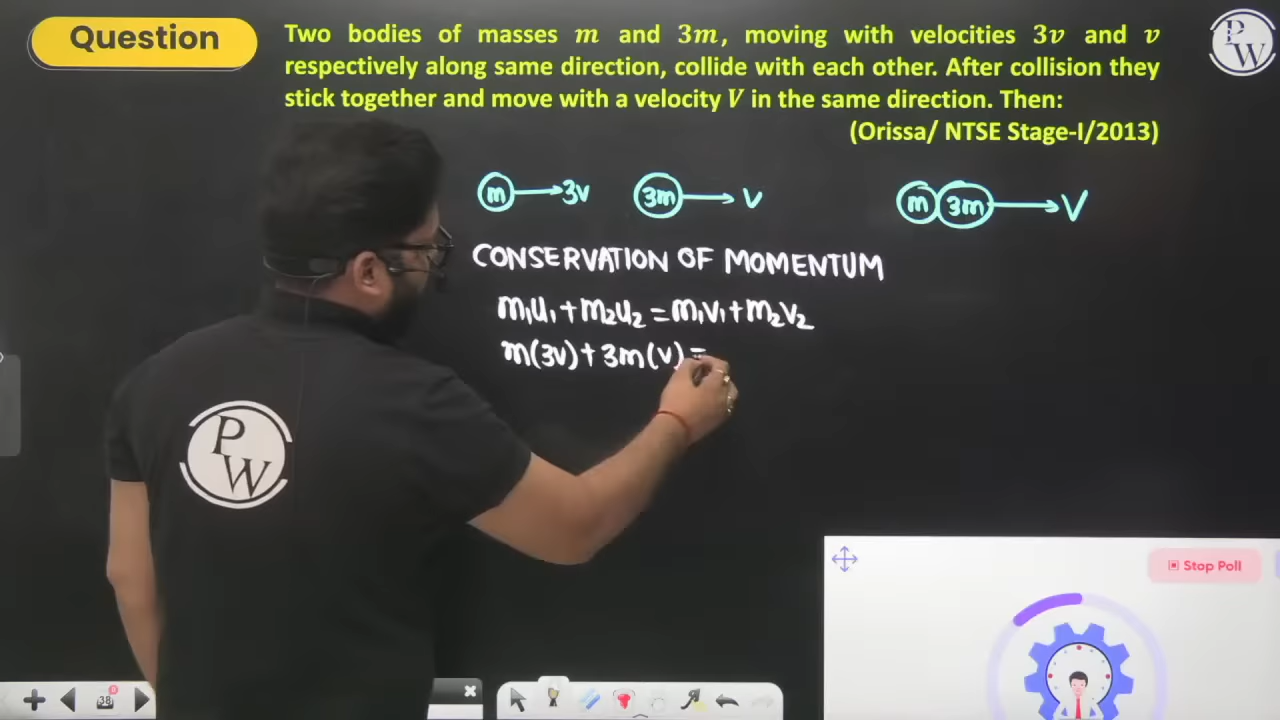 Question
Two bodies of masses m and 3m, moving with velocities 3v and v
respectively along same direction, collide with each other. After collision they
stick together and move with a velocity V in the same direction. Then:
(Orissa/ NTSE Stage-I/2013)
P
W
m → 3v 3m → v m 3m → V
CONSERVATION OF MOMENTUM
m₁u₁ + m₂u₂ = m₁v₁ + m₂v₂
m(3v) + 3m(v) =
P
W
Stop Poll
38